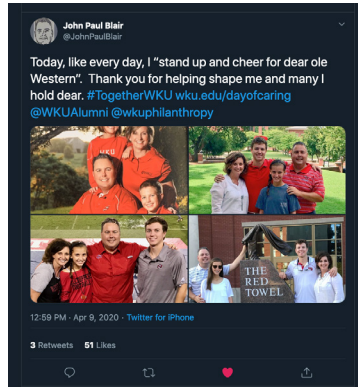 John Paul Blair
@JohnPaulBlair
Today, like every day, I "stand up and cheer for dear ole
Western". Thank you for helping shape me and many I
hold dear. #TogetherWKU wku.edu/dayofcaring
@WKUAlumni @wkuphilanthropy
WKU
THE
RED
TOWEL
12:59 PM · Apr 9, 2020 · Twitter for iPhone
3 Retweets 51 Likes